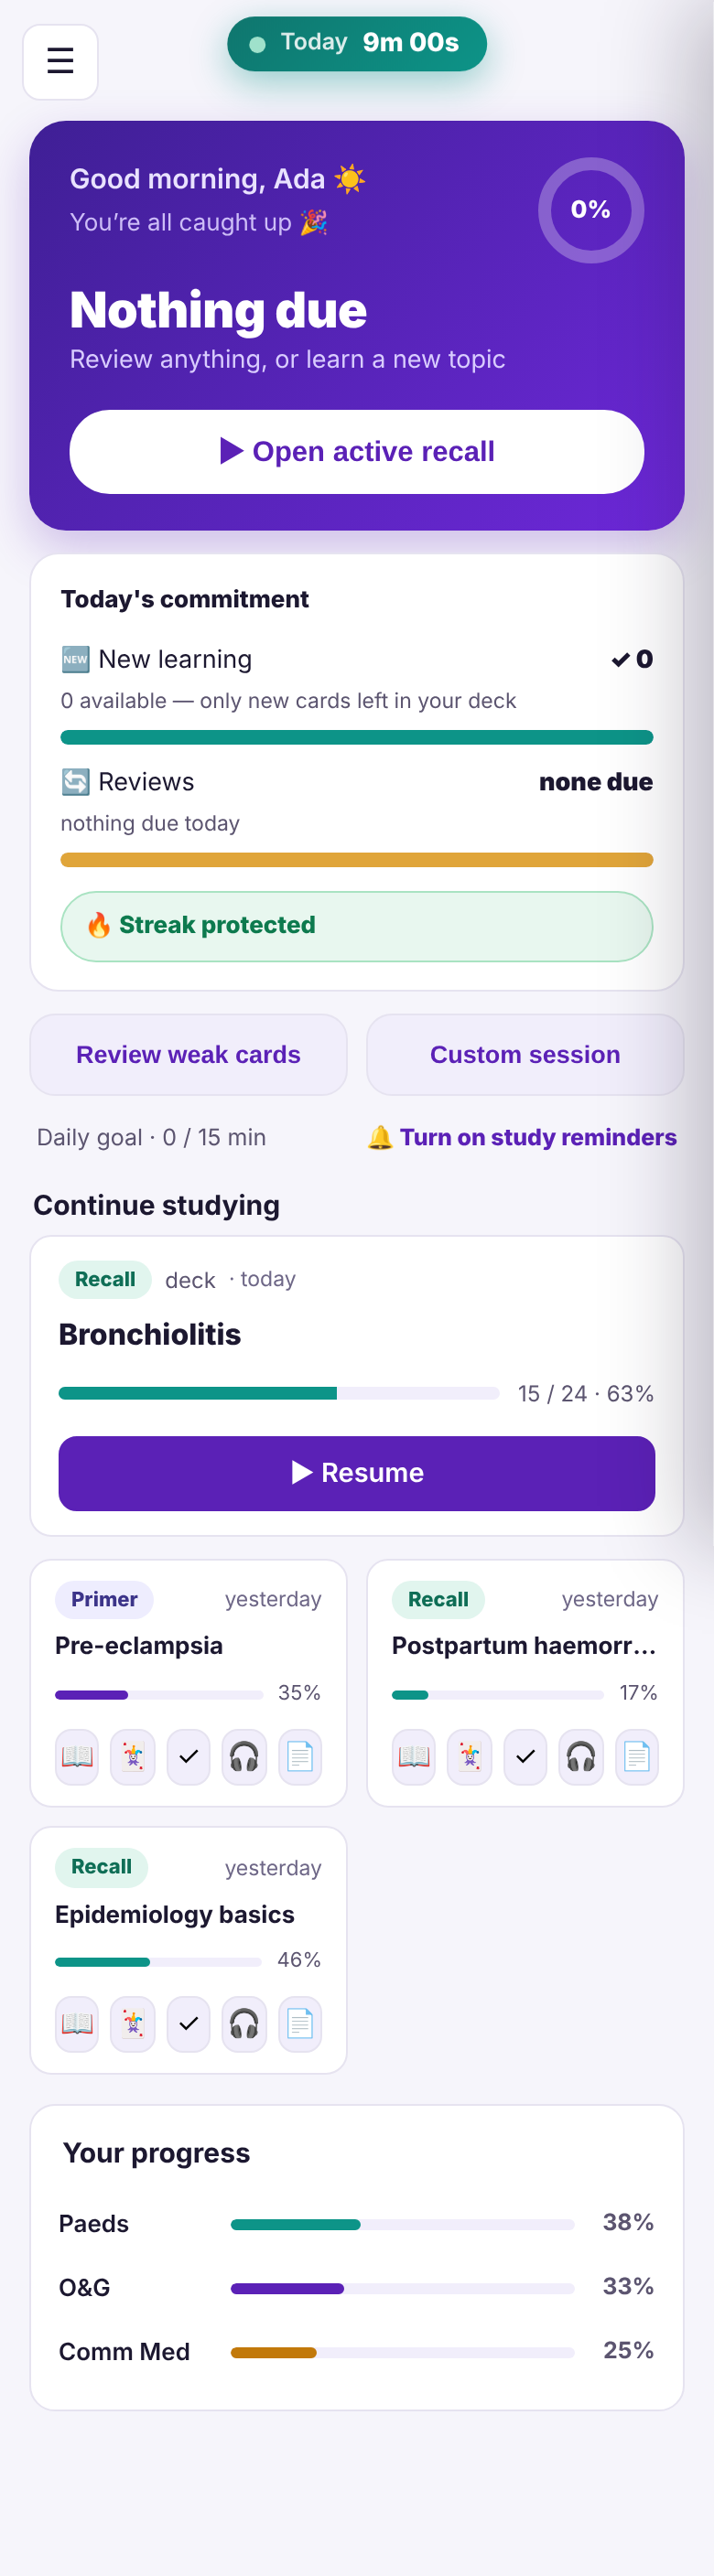 Today 9m 00s
Good morning, Ada ☀️
You’re all caught up 🎉
0%
Nothing due
Review anything, or learn a new topic
▶ Open active recall
Today's commitment
🆕 New learning ✓ 0
0 available — only new cards left in your deck
🔄 Reviews none due
nothing due today
🔥 Streak protected
Review weak cards
Custom session
Daily goal · 0 / 15 min
🔔 Turn on study reminders
Continue studying
Recall deck · today
Bronchiolitis
15 / 24 · 63%
▶ Resume
Primer yesterday
Pre-eclampsia
35%
Recall yesterday
Postpartum haemorr…
17%
Recall yesterday
Epidemiology basics
46%
Your progress
Paeds 38%
O&G 33%
Comm Med 25%